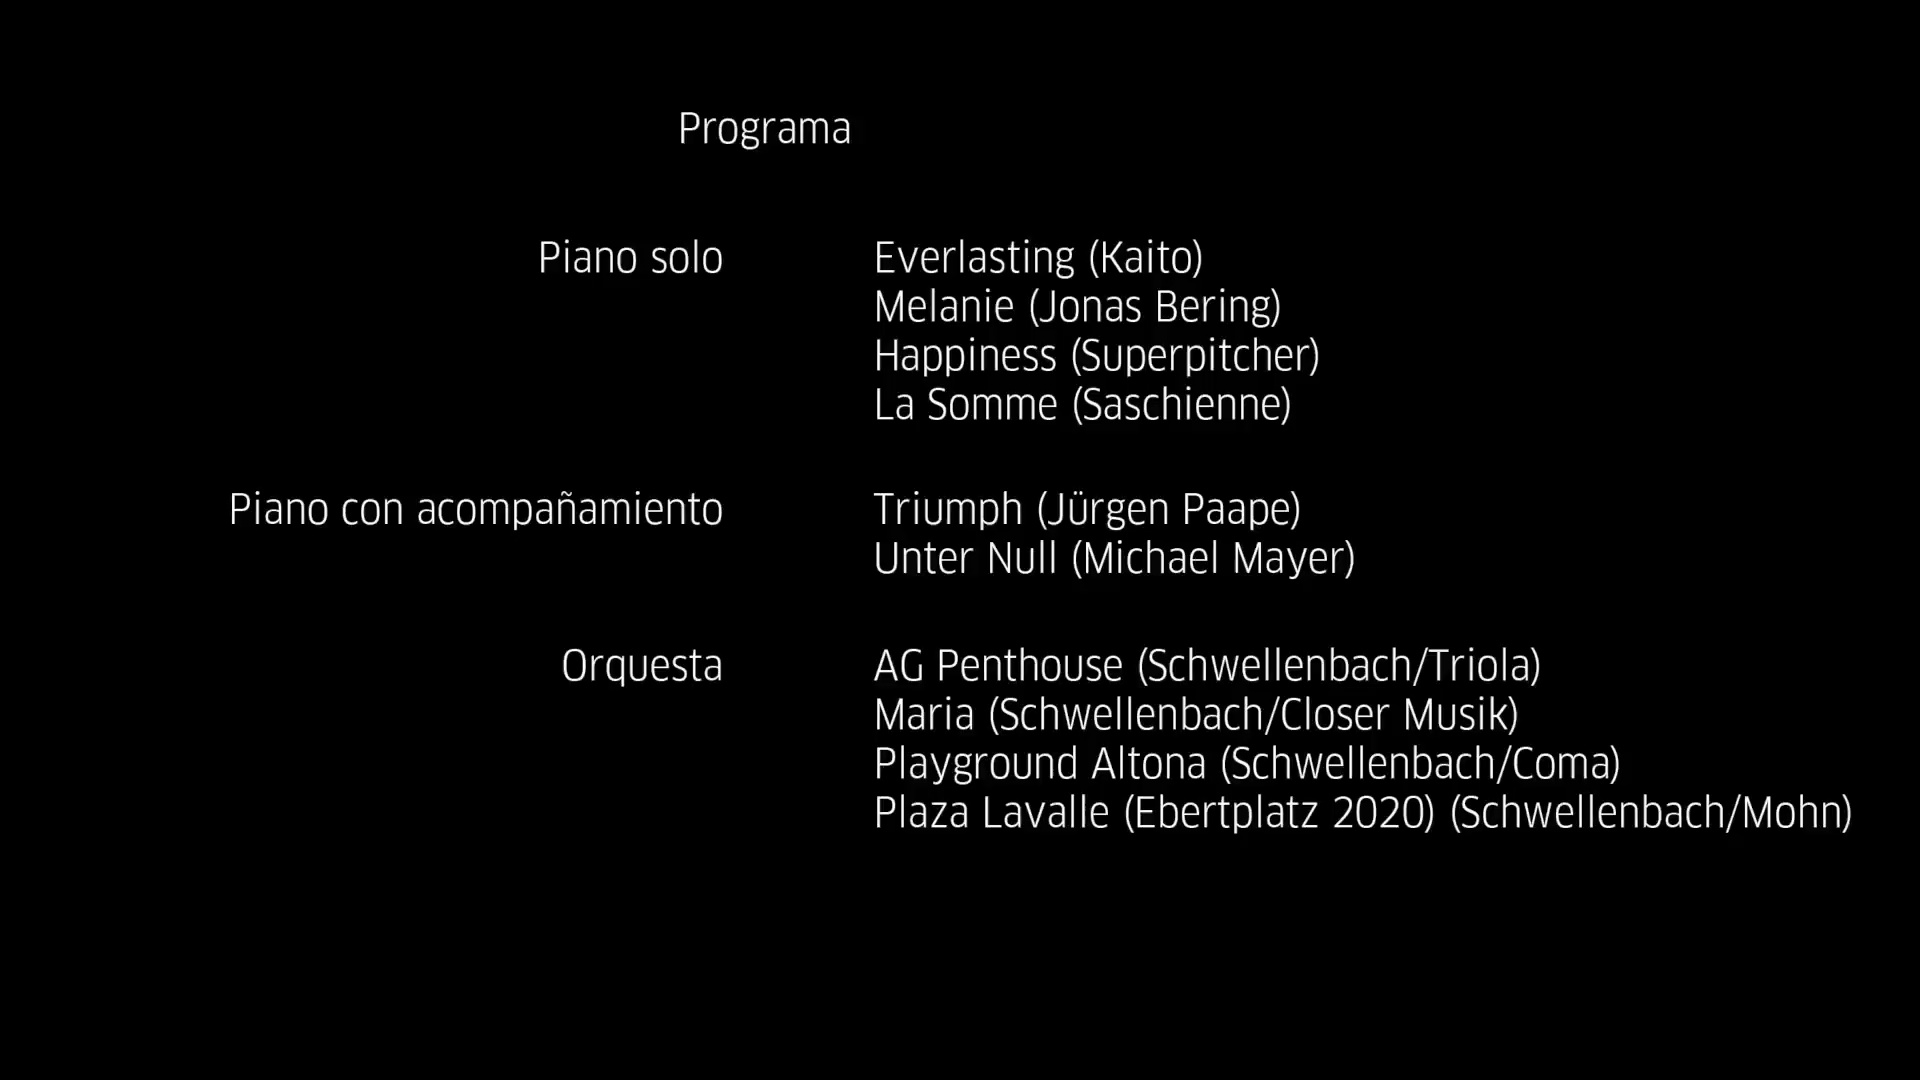 Programa
Piano solo Everlasting (Kaito)
Melanie (Jonas Bering)
Happiness (Superpitcher)
La Somme (Saschienne)
Piano con acompañamiento Triumph (Jürgen Paape)
Unter Null (Michael Mayer)
Orquesta AG Penthouse (Schwellenbach/Triola)
Maria (Schwellenbach/Closer Musik)
Playground Altona (Schwellenbach/Coma)
Plaza Lavalle (Ebertplatz 2020) (Schwellenbach/Mohn)